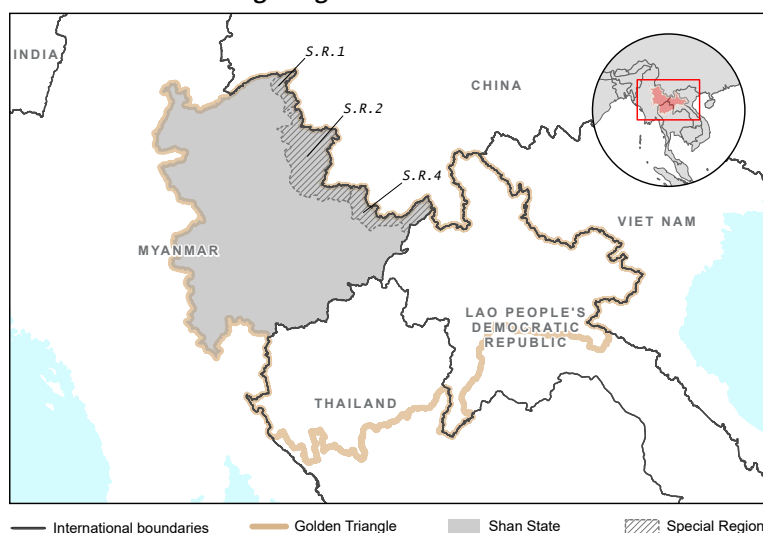 INDIA
S.R.1
CHINA
S.R.2
S.R.4
VIET NAM
MYANMAR
LAO PEOPLE'S
DEMOCRATIC
REPUBLIC
THAILAND
International boundaries
Golden Triangle
Shan State
Special Region